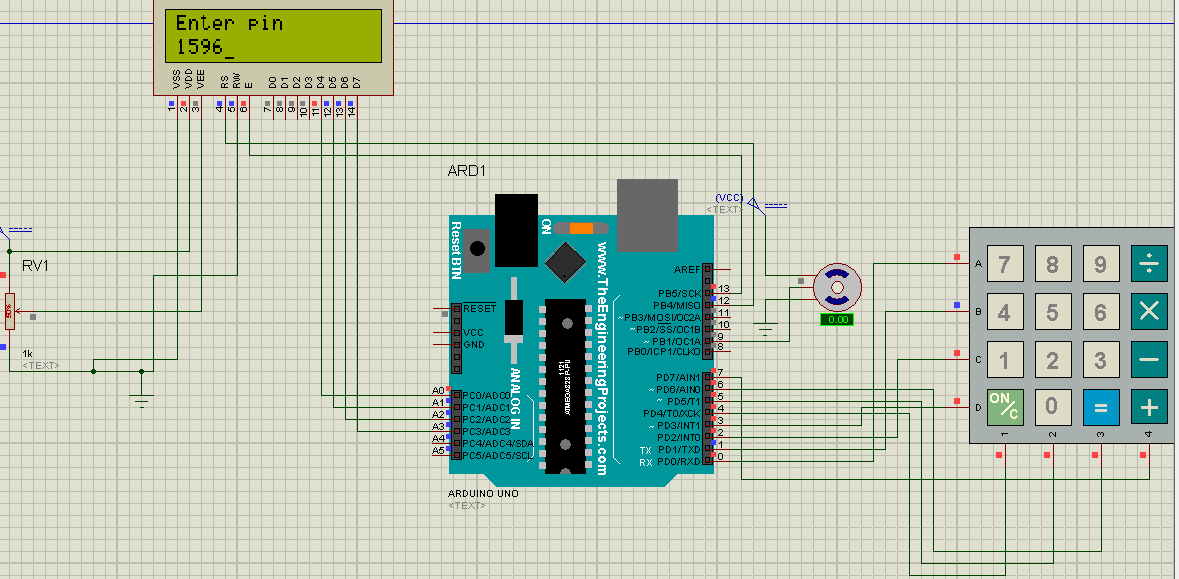 Enter pin
1596_
VSS
VDD
VEE
RS
RW
E
D0
D1
D2
D3
D4
D5
D6
D7
1
2
3
4
5
6
7
8
9
10
11
12
13
14
RV1
50%
1k
<TEXT>
ARD1
(VCC)
<TEXT>
Reset BTN
ON
www.TheEngineeringProjects.com
ANALOG IN
RESET
VCC
GND
A0 PC0/ADC0
A1 PC1/ADC1
A2 PC2/ADC2
A3 PC3/ADC3
A4 PC4/ADC4/SDA
A5 PC5/ADC5/SCL
AREF
PB5/SCK 13
PB4/MISO 12
~PB3/MOSI/OC2A 11
~PB2/SS/OC1B 10
~PB1/OC1A 9
PB0/ICP1/CLKO 8
PD7/AIN1 7
~PD6/AIN0 6
~PD5/T1 5
PD4/T0/XCK 4
~PD3/INT1 3
PD2/INT0 2
TX PD1/TXD 1
RX PD0/RXD 0
ARDUINO UNO
<TEXT>
0.00
A 7 8 9 ÷
B 4 5 6 ×
C 1 2 3 −
D ON/C 0 = +
1 2 3 4